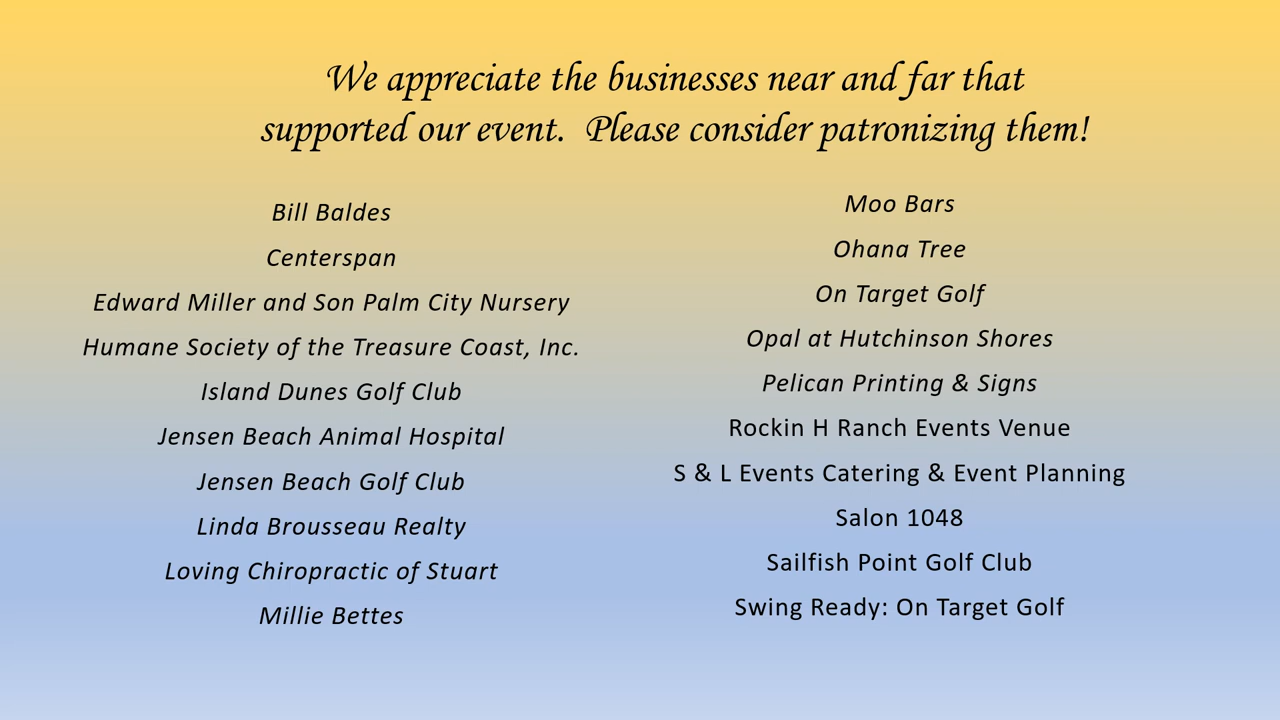 We appreciate the businesses near and far that
supported our event.  Please consider patronizing them!
Bill Baldes
Centerspan
Edward Miller and Son Palm City Nursery
Humane Society of the Treasure Coast, Inc.
Island Dunes Golf Club
Jensen Beach Animal Hospital
Jensen Beach Golf Club
Linda Brousseau Realty
Loving Chiropractic of Stuart
Millie Bettes
Moo Bars
Ohana Tree
On Target Golf
Opal at Hutchinson Shores
Pelican Printing & Signs
Rockin H Ranch Events Venue
S & L Events Catering & Event Planning
Salon 1048
Sailfish Point Golf Club
Swing Ready: On Target Golf